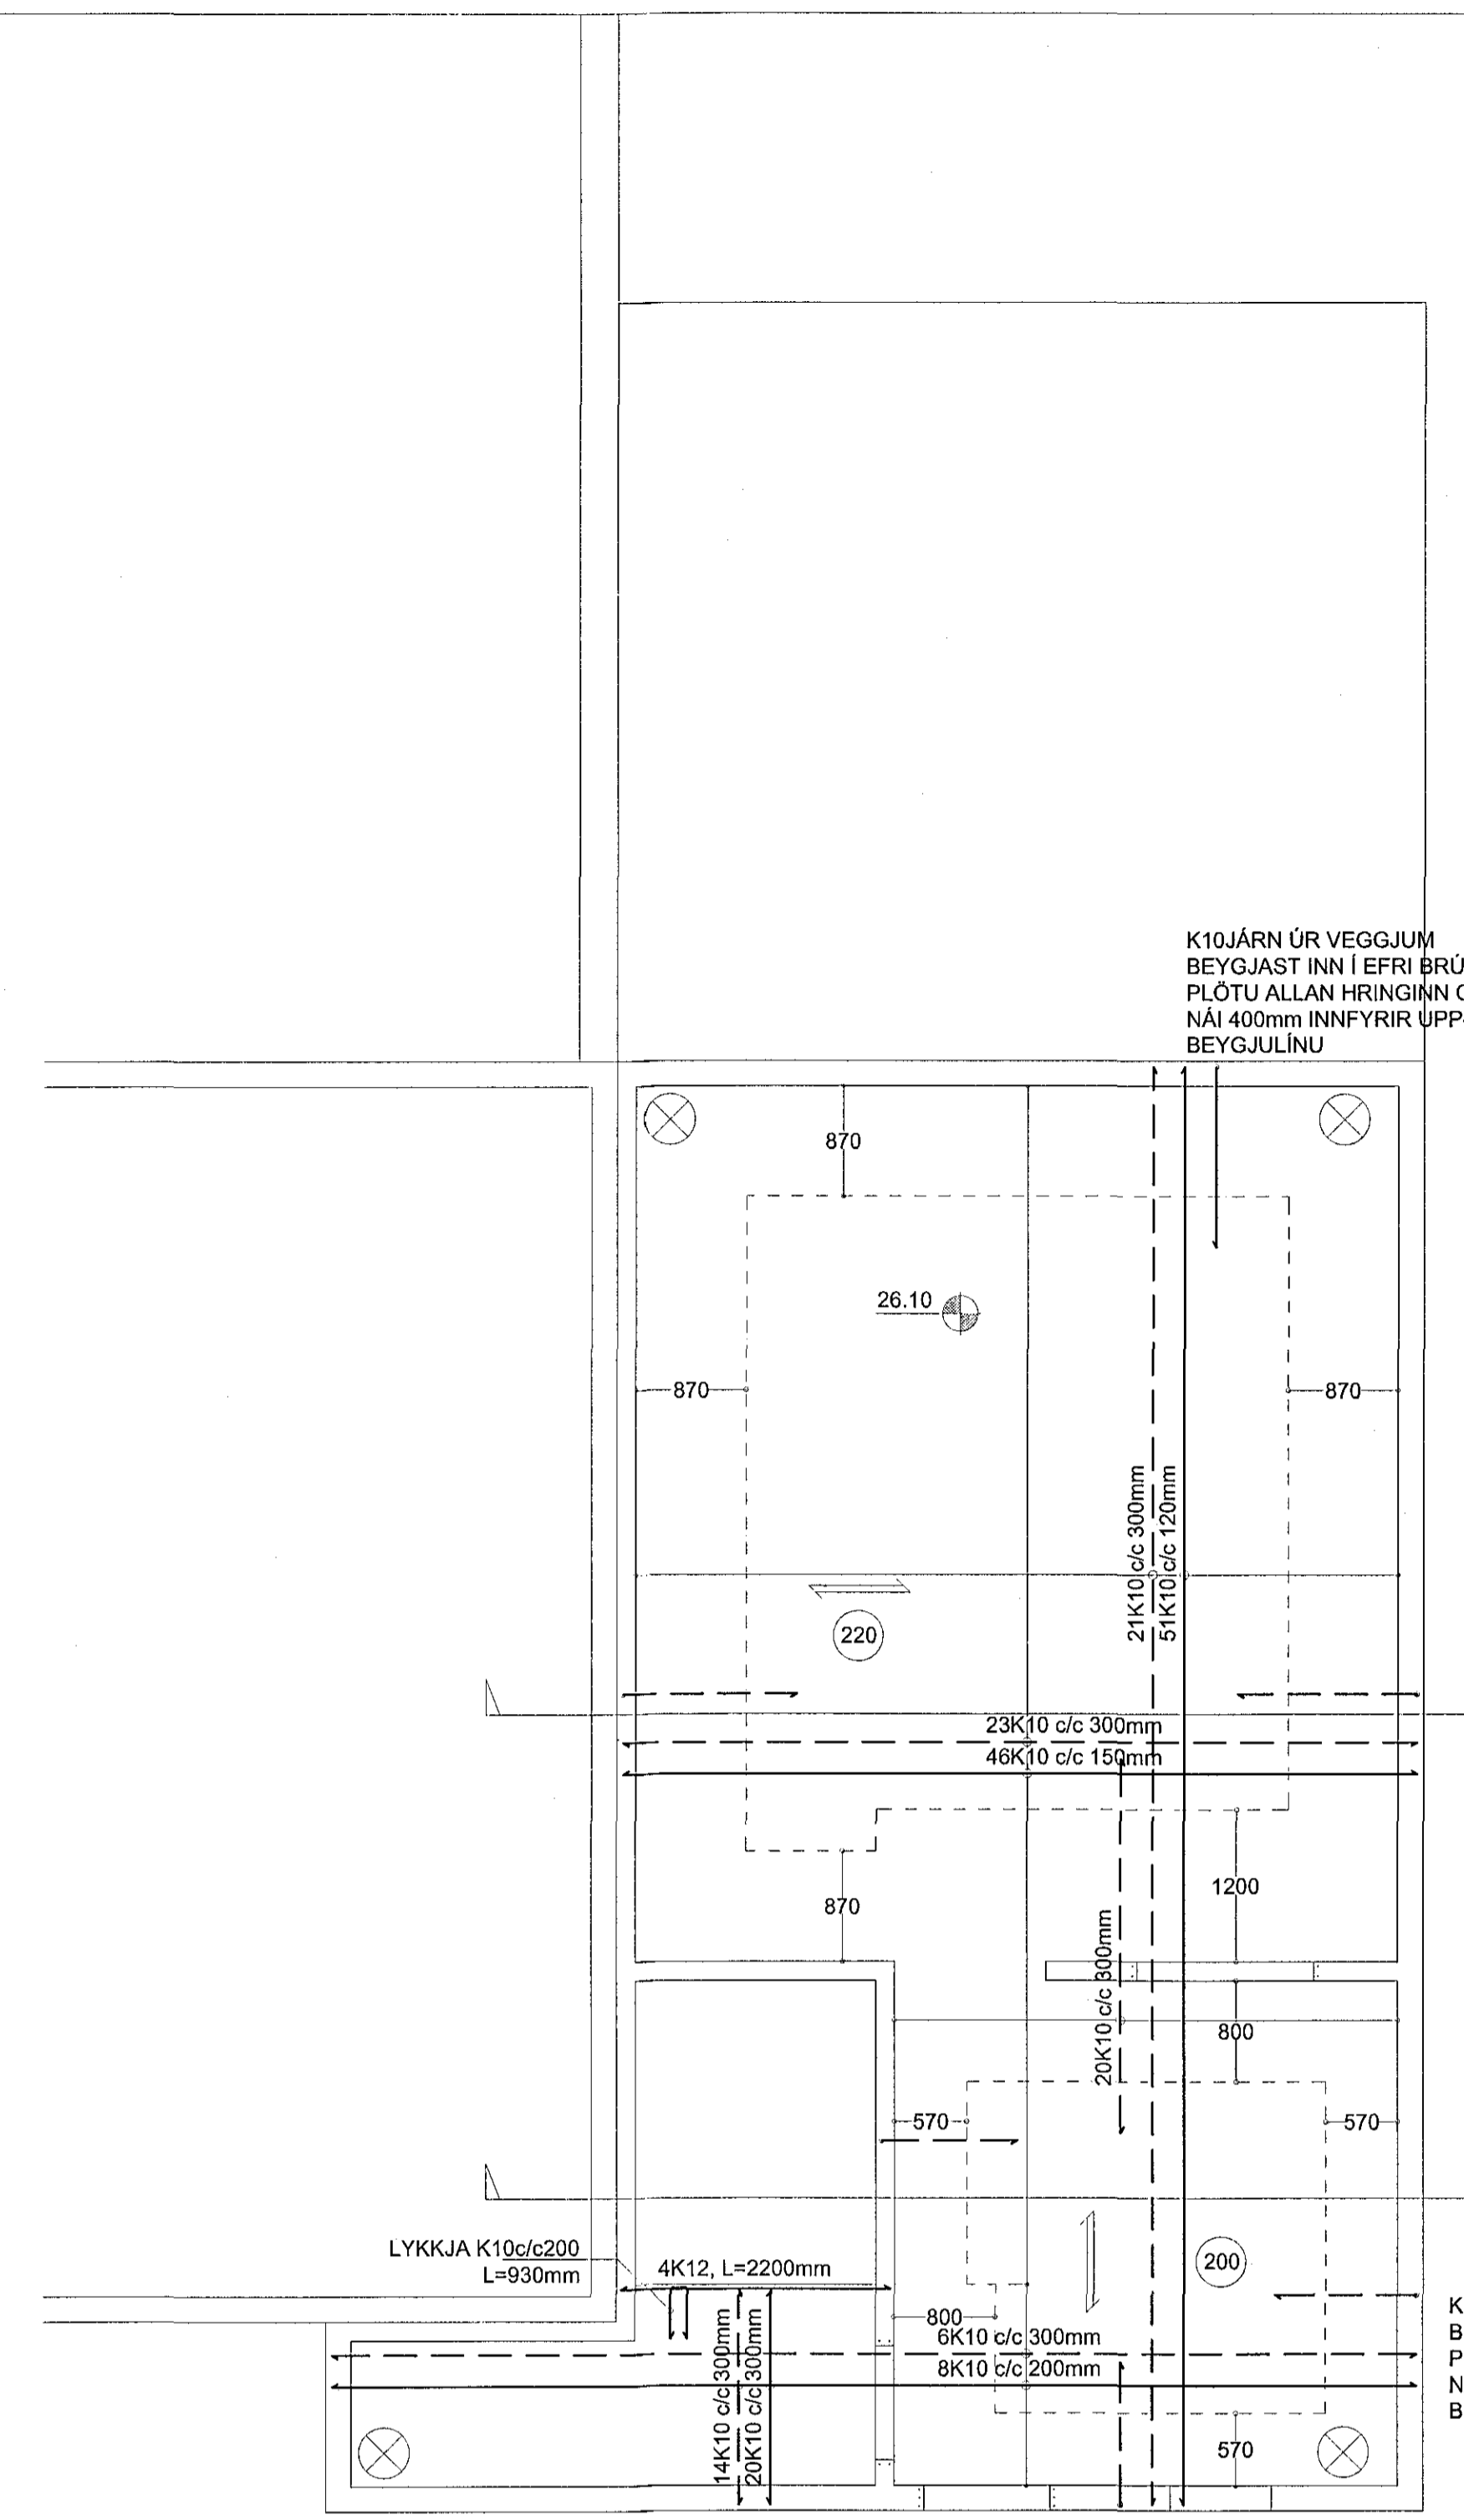 K10JÁRN ÚR VEGGJUM
BEYGJAST INN Í EFRI BRÚ
PLÖTU ALLAN HRINGINN
NÁI 400mm INNFYRIR UPP-
BEYGJULÍNU
870
26.10
870
870
21K10 c/c 300mm
51K10 c/c 120mm
220
23K10 c/c 300mm
46K10 c/c 150mm
870
1200
20K10 c/c 300mm
800
570
570
LYKKJA K10c/c200
L=930mm
4K12, L=2200mm
200
800
6K10 c/c 300mm
8K10 c/c 200mm
14K10 c/c 300mm
20K10 c/c 300mm
570
K
B
P
N
B